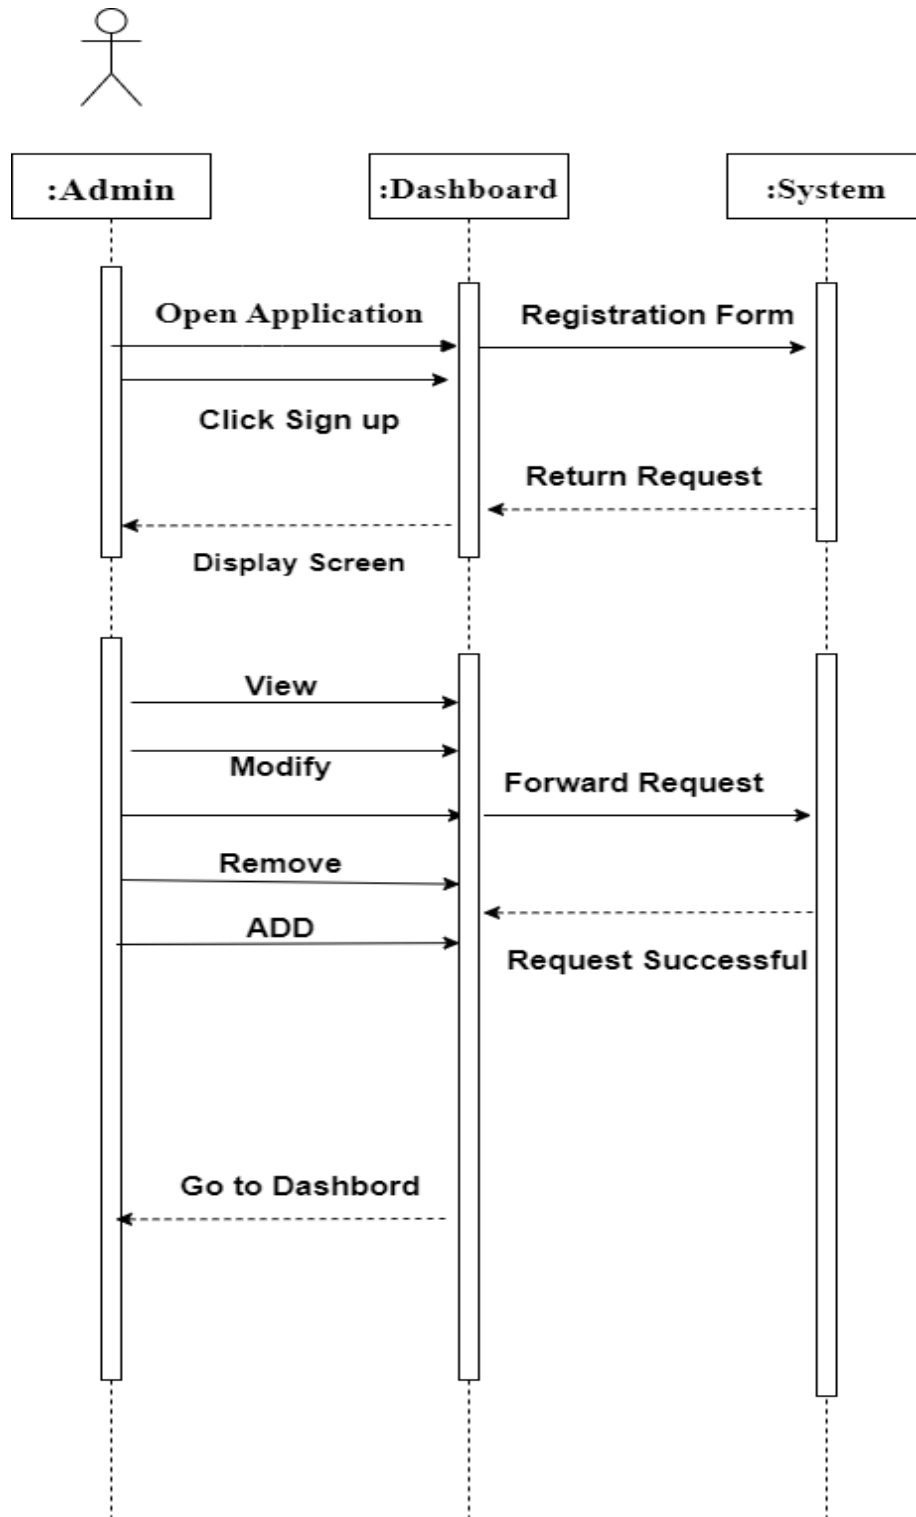 :Admin
:Dashboard
:System
Open Application
Registration Form
Click Sign up
Return Request
Display Screen
View
Modify
Forward Request
Remove
ADD
Request Successful
Go to Dashbord